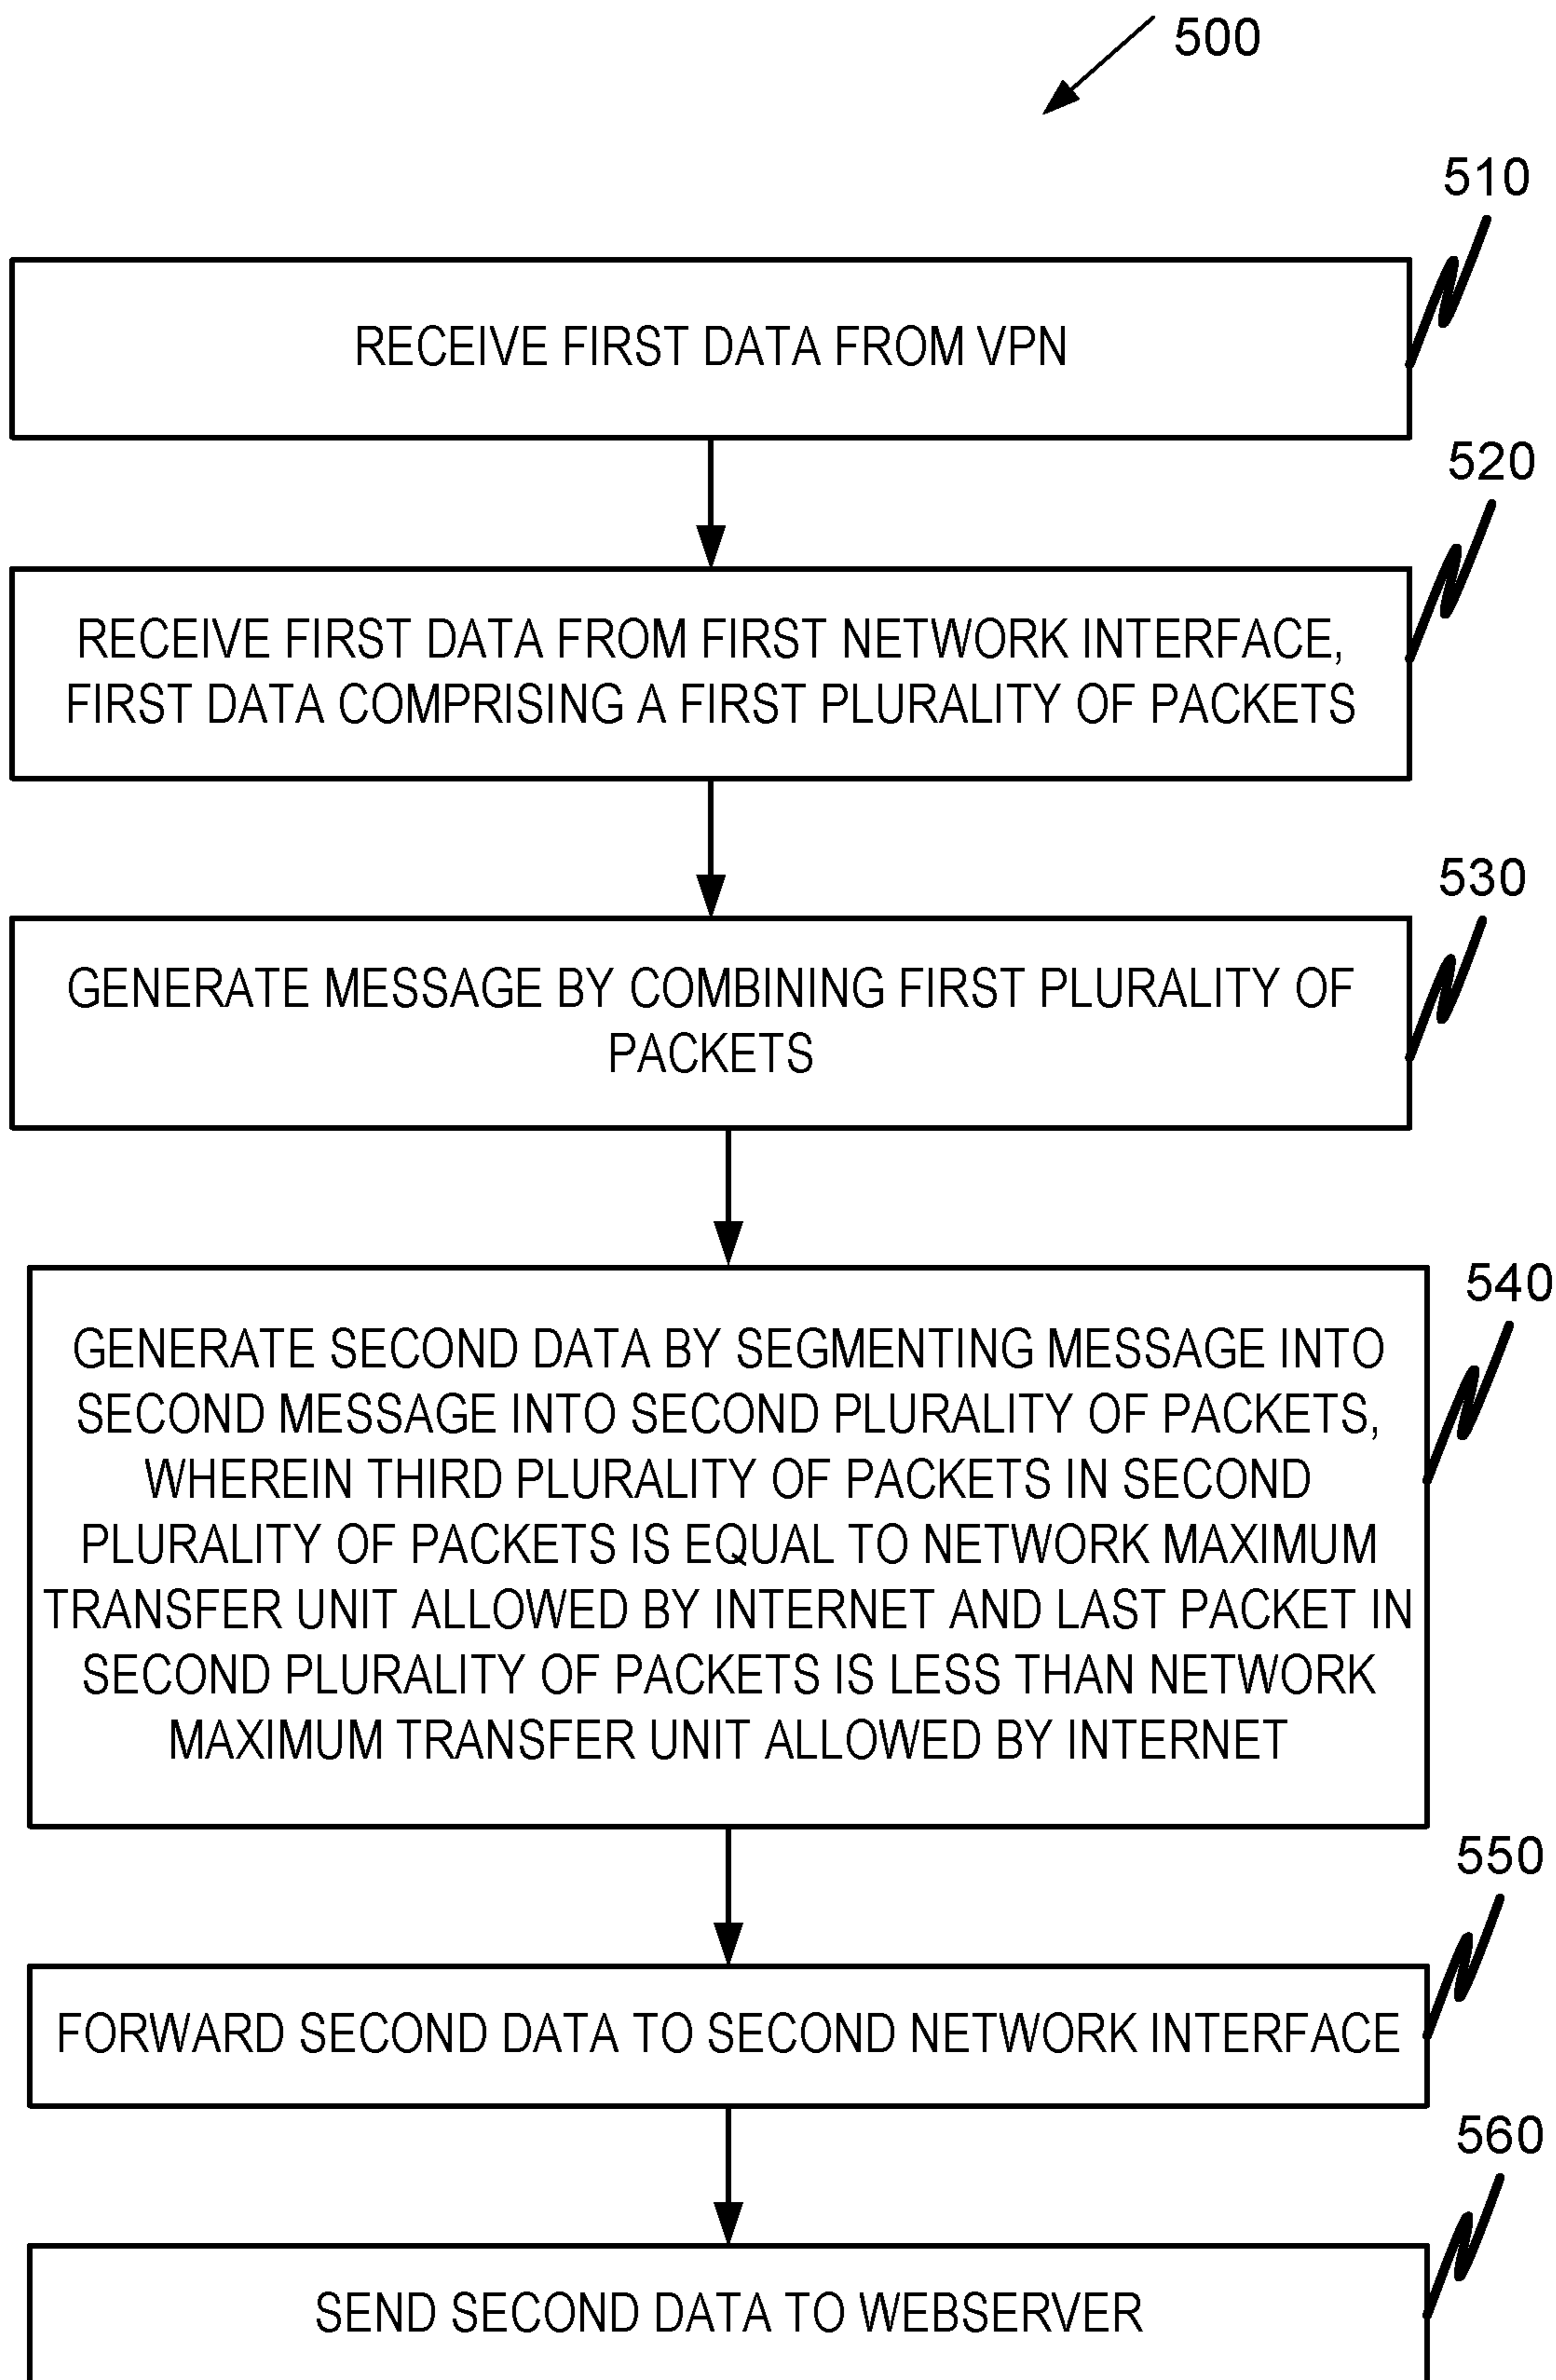 500
510
RECEIVE FIRST DATA FROM VPN
520
RECEIVE FIRST DATA FROM FIRST NETWORK INTERFACE,
FIRST DATA COMPRISING A FIRST PLURALITY OF PACKETS
530
GENERATE MESSAGE BY COMBINING FIRST PLURALITY OF
PACKETS
540
GENERATE SECOND DATA BY SEGMENTING MESSAGE INTO
SECOND MESSAGE INTO SECOND PLURALITY OF PACKETS,
WHEREIN THIRD PLURALITY OF PACKETS IN SECOND
PLURALITY OF PACKETS IS EQUAL TO NETWORK MAXIMUM
TRANSFER UNIT ALLOWED BY INTERNET AND LAST PACKET IN
SECOND PLURALITY OF PACKETS IS LESS THAN NETWORK
MAXIMUM TRANSFER UNIT ALLOWED BY INTERNET
550
FORWARD SECOND DATA TO SECOND NETWORK INTERFACE
560
SEND SECOND DATA TO WEBSERVER